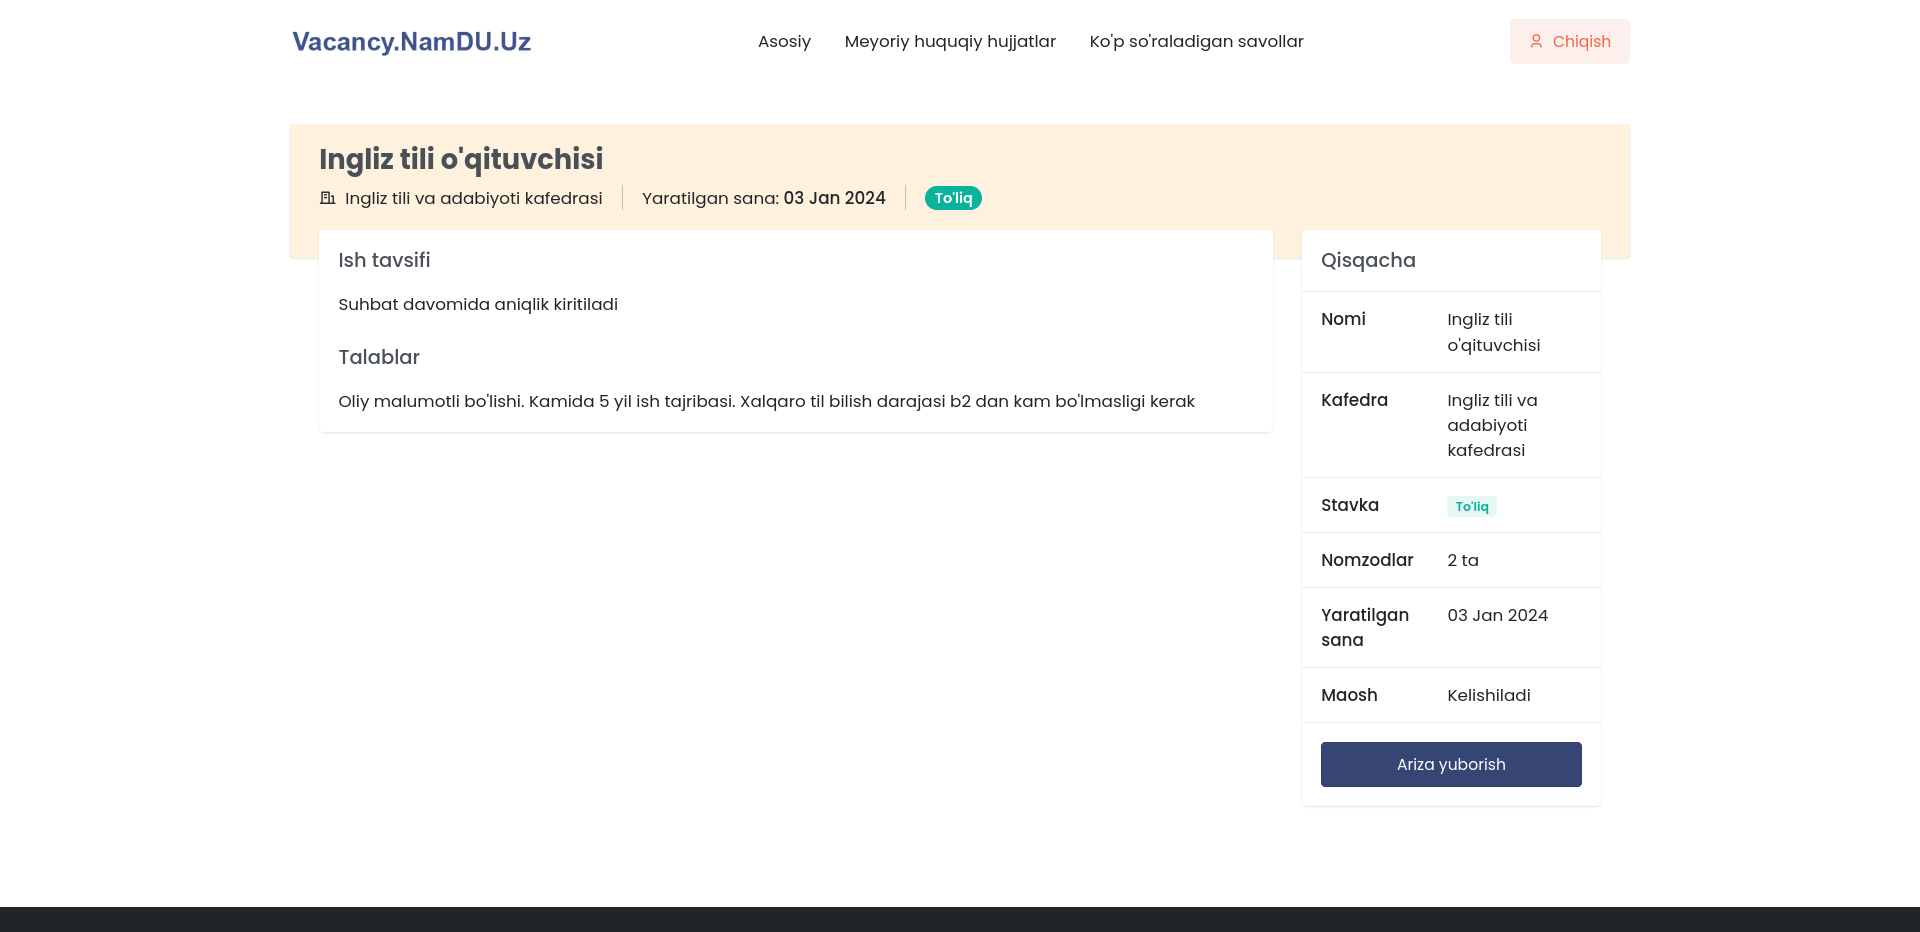 Vacancy.NamDU.Uz
Asosiy
Meyoriy huquqiy hujjatlar
Ko'p so'raladigan savollar
Chiqish
Ingliz tili o'qituvchisi
Ingliz tili va adabiyoti kafedrasi
Yaratilgan sana: 03 Jan 2024
To'liq
Ish tavsifi
Suhbat davomida aniqlik kiritiladi
Talablar
Oliy malumotli bo'lishi. Kamida 5 yil ish tajribasi. Xalqaro til bilish darajasi b2 dan kam bo'lmasligi kerak
Qisqacha
Nomi
Ingliz tili
o'qituvchisi
Kafedra
Ingliz tili va
adabiyoti
kafedrasi
Stavka
To'liq
Nomzodlar
2 ta
Yaratilgan
sana
03 Jan 2024
Maosh
Kelishiladi
Ariza yuborish